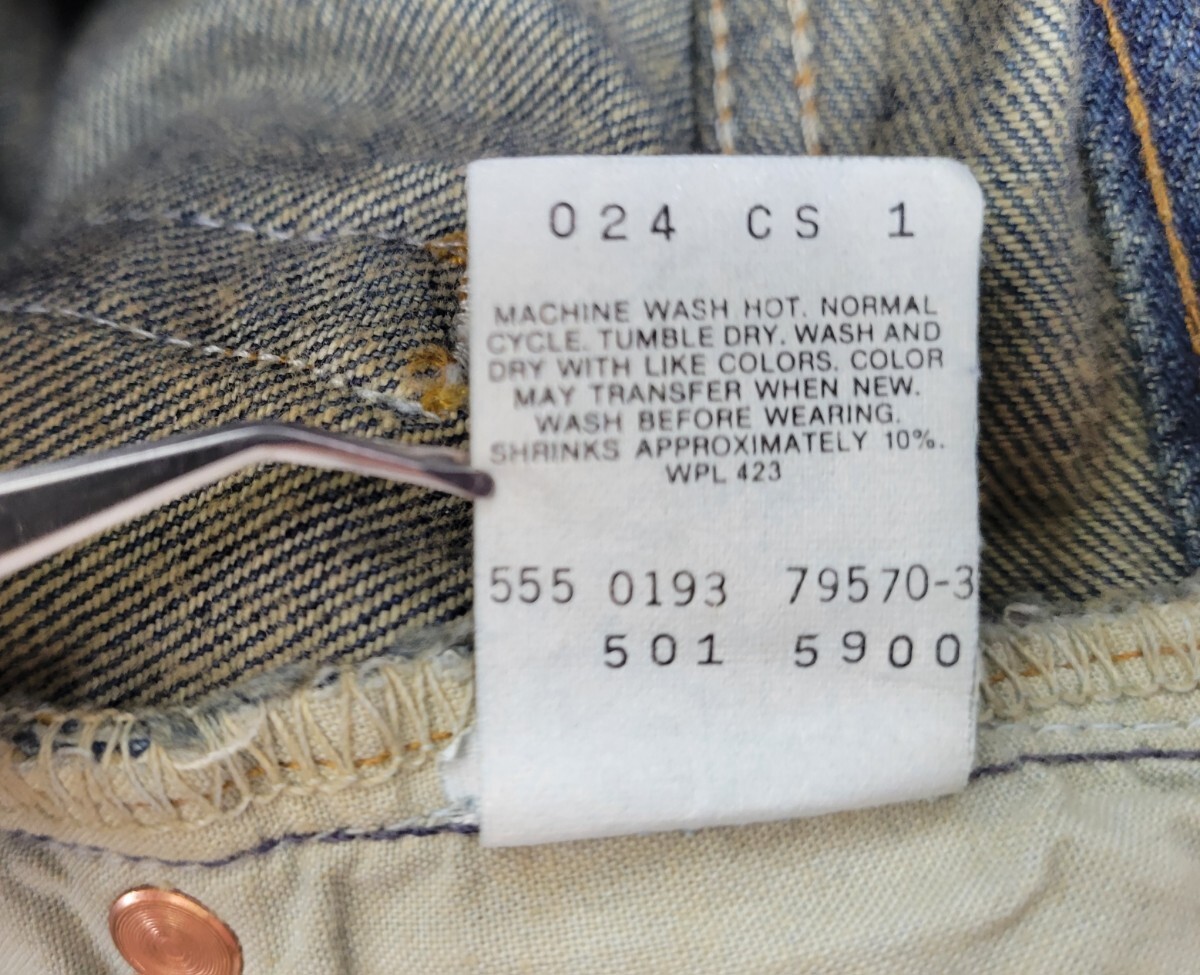 024 CS 1
MACHINE WASH HOT. NORMAL
CYCLE. TUMBLE DRY. WASH AND
DRY WITH LIKE COLORS. COLOR
MAY TRANSFER WHEN NEW.
WASH BEFORE WEARING.
SHRINKS APPROXIMATELY 10%.
WPL 423
555 0193 79570-3
501 5900